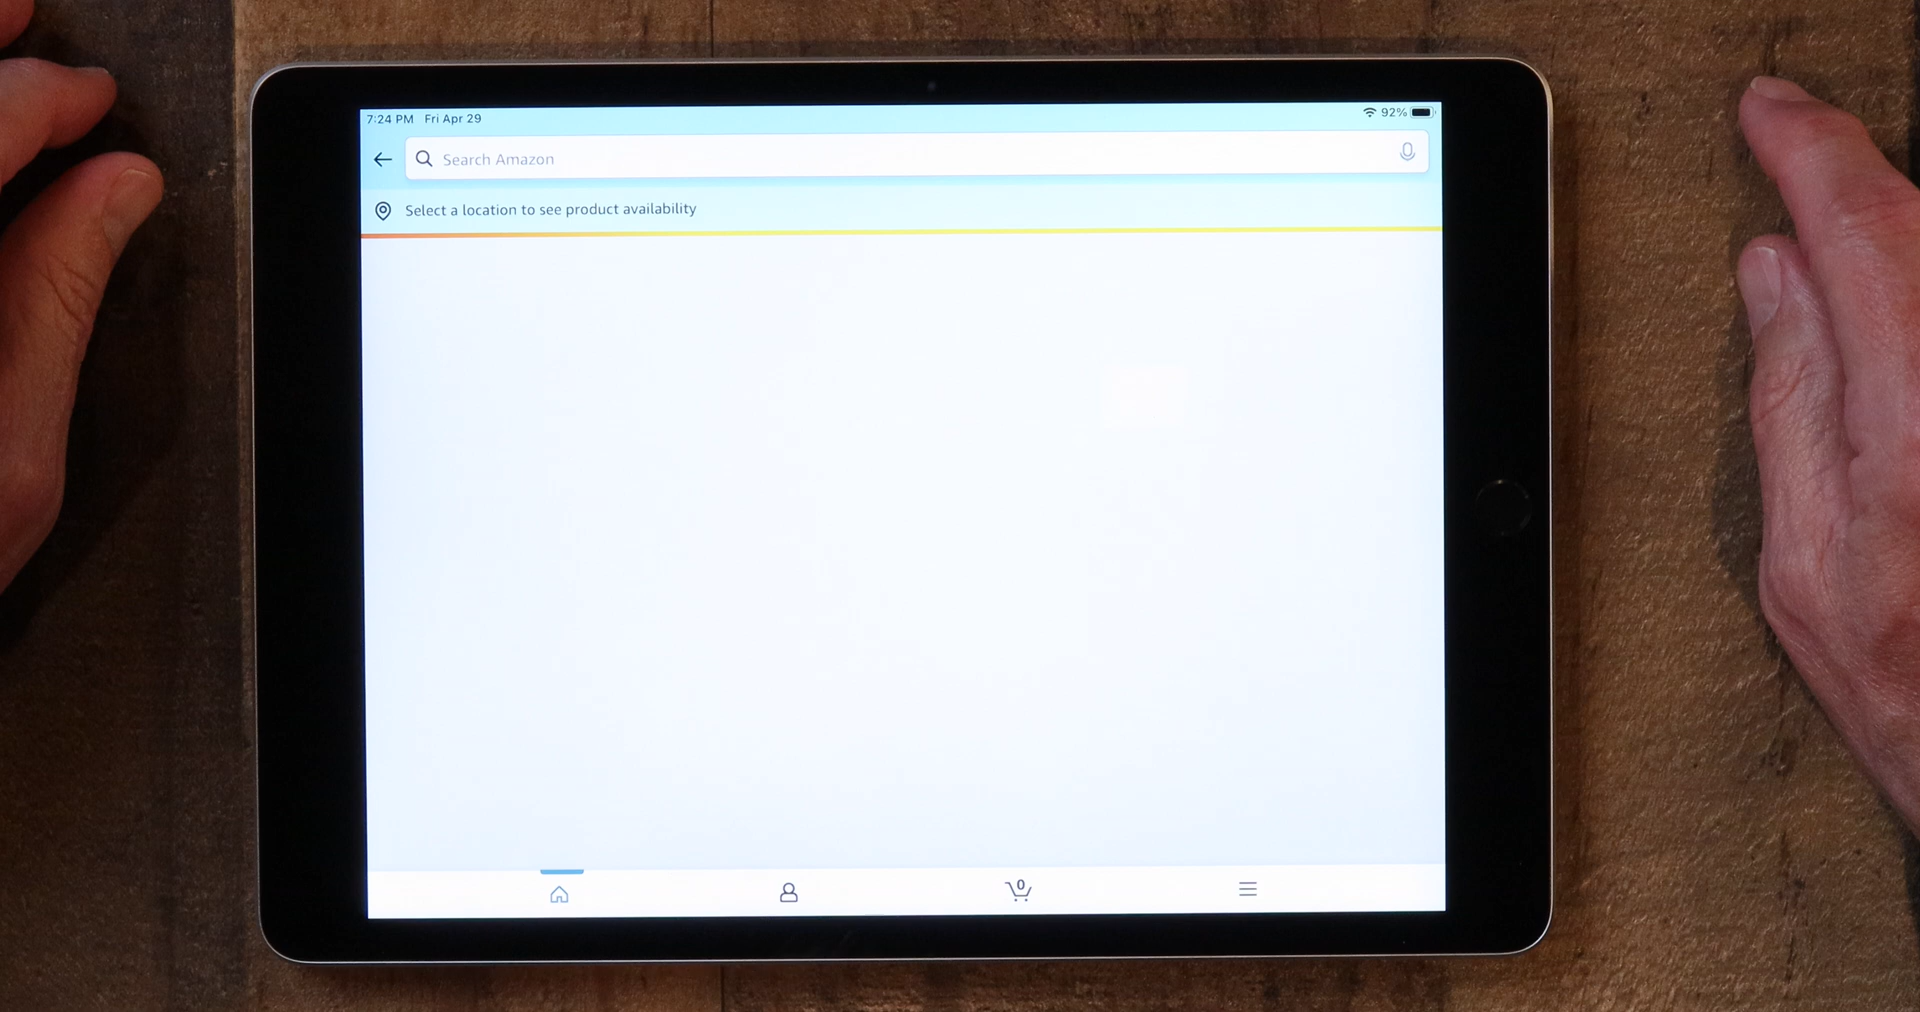 7:24 PM Fri Apr 29
92%
Search Amazon
Select a location to see product availability
0